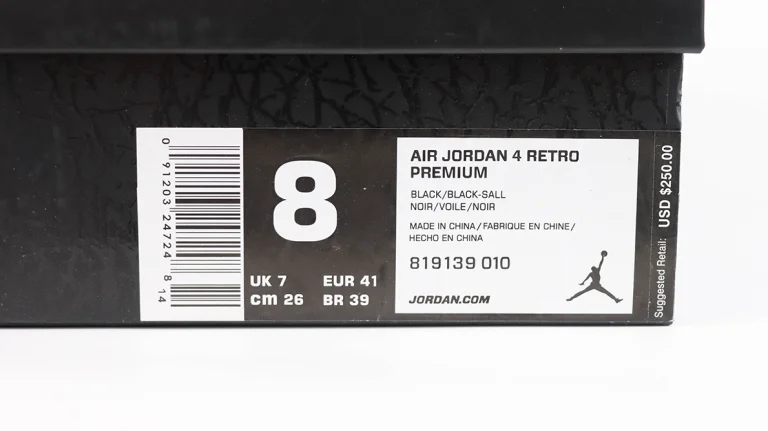 0 91203 24724 8 14
8
UK 7 EUR 41
cm 26 BR 39
AIR JORDAN 4 RETRO
PREMIUM
BLACK/BLACK-SALL
NOIR/VOILE/NOIR
MADE IN CHINA/FABRIQUE EN CHINE/
HECHO EN CHINA
819139 010
JORDAN.COM
Suggested Retail: USD $250.00